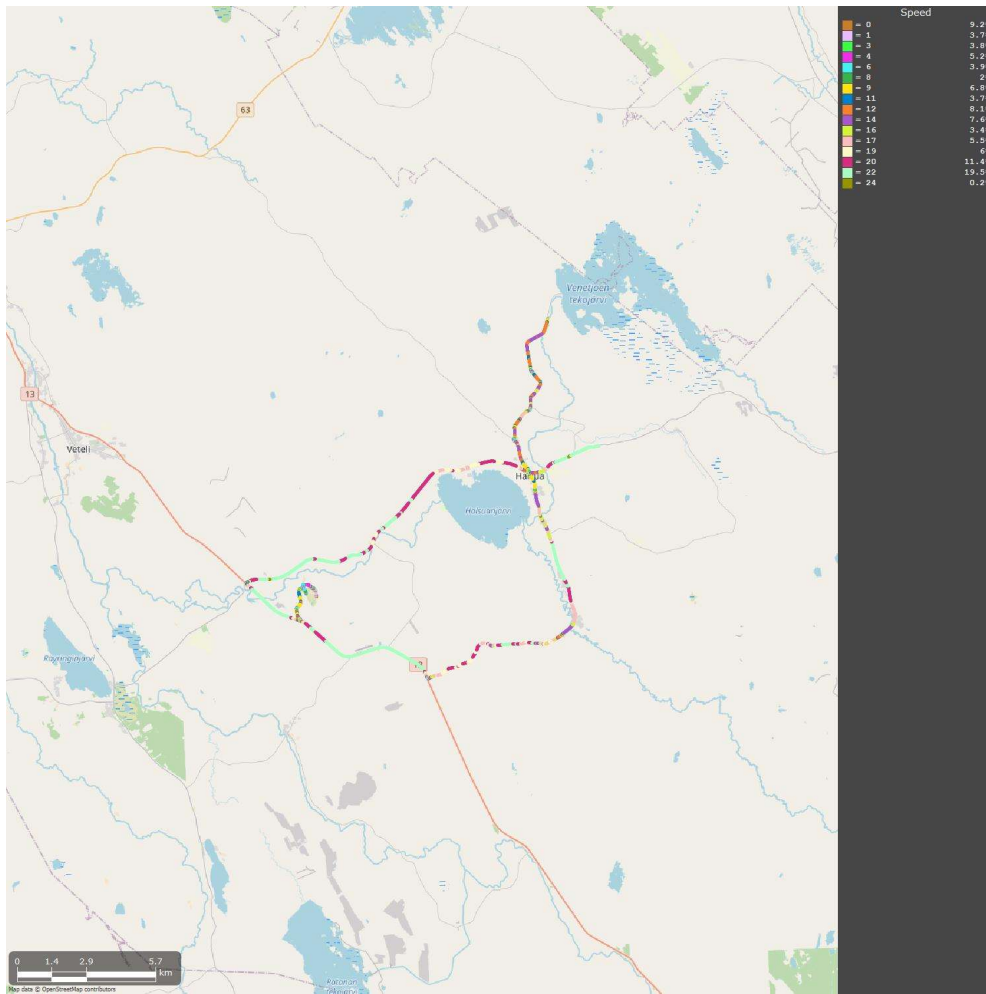 Speed
= 0 9.2
= 1 3.7
= 3 3.8
= 4 5.2
= 6 3.9
= 8 2
= 9 6.8
= 11 3.7
= 12 8.1
= 14 7.6
= 16 3.4
= 17 5.5
= 19 6
= 20 11.4
= 22 19.5
= 24 0.2
63
Venetjoen
tekojärvi
13
Veteli
Halsuanjärvi
0 1.4 2.9 5.7
km
Map data © OpenStreetMap contributors